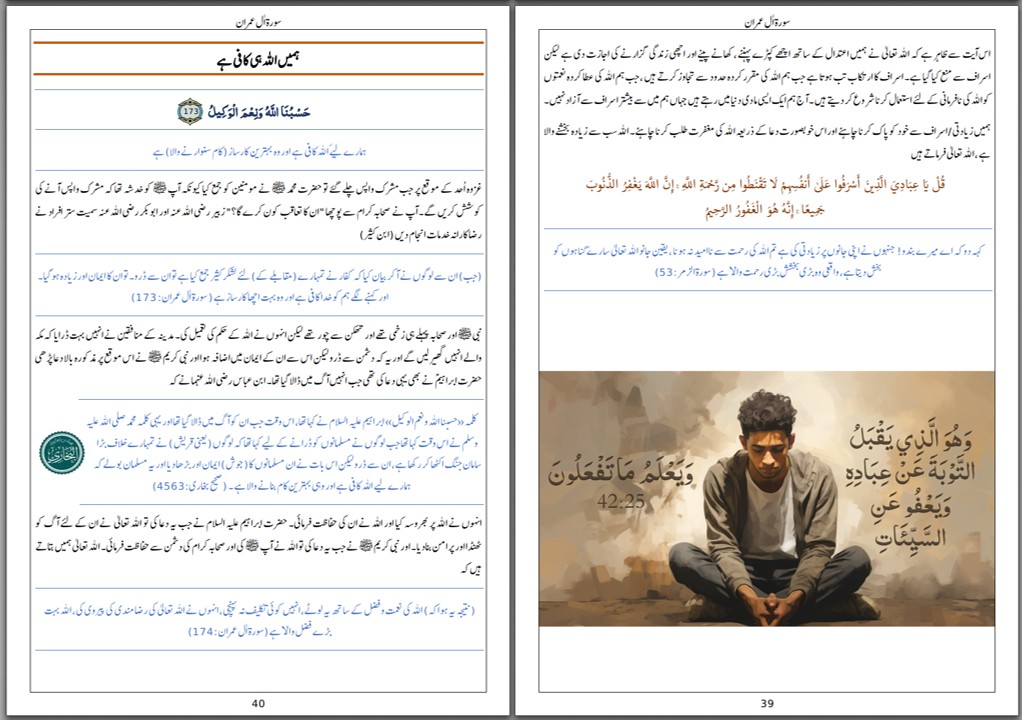 سورۃ اٰل عمران
اس آیت سے ظاہر ہے کہ اللہ تعالیٰ نے ہمیں اعتدال کے ساتھ اچھے کپڑے پہننے، کھانے پینے اور اچھی زندگی گزارنے کی اجازت دی ہے لیکن
اسراف سے منع کیا گیا ہے۔ اسراف کا ارتکاب تب ہوتا ہے جب ہم اللہ کی مقرر کردہ حدود سے تجاوز کرتے ہیں، جب ہم اللہ کی عطا کردہ نعمتوں
کو اللہ کی نافرمانی کے لئے استعمال کرنا شروع کر دیتے ہیں۔ آج ہم ایک ایسی مادی دنیا میں رہتے ہیں جہاں ہم میں سے بیشتر اسراف سے آزاد نہیں۔
ہمیں زیادتی/اسراف سے خود کو پاک کرنا چاہئے اور اس خوبصورت دعا کے ذریعہ اللہ کی مغفرت طلب کرنا چاہئے۔ اللہ سب سے زیادہ بخشنے والا
ہے، اللہ تعالیٰ فرماتے ہیں
قُلْ يَا عِبَادِيَ الَّذِينَ أَسْرَفُوا عَلَىٰ أَنفُسِهِمْ لَا تَقْنَطُوا مِن رَّحْمَةِ اللَّهِ ۚ إِنَّ اللَّهَ يَغْفِرُ الذُّنُوبَ
جَمِيعًا ۚ إِنَّهُ هُوَ الْغَفُورُ الرَّحِيمُ
کہہ دو کہ اے میرے بندو! جنہوں نے اپنی جانوں پر زیادتی کی ہے تم اللہ کی رحمت سے ناامید نہ ہونا، یقین جانو اللہ تعالیٰ سارے گناہوں کو
بخش دیتا ہے، واقعی وہ بڑی بخشش بڑی رحمت والا ہے (سورۃ الزمر: 53)
وَهُوَ الَّذِي يَقْبَلُ
التَّوْبَةَ عَنْ عِبَادِهِ
وَيَعْفُو عَنِ
السَّيِّئَاتِ
وَيَعْلَمُ مَا تَفْعَلُونَ
42:25
39
سورۃ اٰل عمران
ہمیں اللہ ہی کافی ہے
حَسْبُنَا اللَّهُ وَنِعْمَ الْوَكِيلُ 173
ہمارے لیے اللہ کافی ہے اور وہ بہترین کارساز (کام سنوارنے والا) ہے
غزوہ اُحد کے موقع پر جب مشرک واپس چلے گئے تو حضرت محمد ﷺ نے مومنین کو جمع کیا کیونکہ آپ ﷺ کو خدشہ تھا کہ مشرک واپس آنے کی
کوشش کریں گے۔ آپ نے صحابہ کرام سے پوچھا "ان کا تعاقب کون کرے گا؟" زبیر رضی اللہ عنہ اور ابو بکر رضی اللہ عنہ سمیت ستر افراد نے
رضاکارانہ خدمات انجام دیں (ابن کثیر)
(جب) ان سے لوگوں نے آکر بیان کیا کہ کفار نے تمہارے (مقابلے کے) لئے لشکر کثیر جمع کیا ہے تو ان سے ڈرو۔ تو ان کا ایمان اور زیادہ ہوگیا۔
اور کہنے لگے ہم کو خدا کافی ہے اور وہ بہت اچھا کارساز ہے (سورۃ اٰل عمران: 173)
نبی ﷺ اور صحابہ پہلے ہی زخمی تھے اور تھکن سے چور تھے لیکن انہوں نے اللہ کے حکم کی تعمیل کی۔ مدینہ کے منافقین نے انہیں بہت ڈرایا کہ مکہ
والے انہیں گھیر لیں گے اور یہ کہ دشمن سے ڈرو لیکن اس سے ان کے ایمان میں اضافہ ہوا اور نبی کریم ﷺ نے اس موقع پر مذکورہ بالا دعا پڑھی
حضرت ابراہیم نے بھی یہی دعا کی تھی جب انہیں آگ میں ڈالا گیا تھا۔ ابن عباس رضی اللہ عنہما نے کہ
کلمہ «حسبنا اللہ ونعم الوکیل» ابراہیم علیہ السلام نے کہا تھا، اس وقت جب ان کو آگ میں ڈالا گیا تھا اور یہی کلمہ محمد صلی اللہ علیہ
وسلم نے اس وقت کہا تھا جب لوگوں نے مسلمانوں کو ڈرانے کے لیے کہا تھا کہ لوگوں (یعنی قریش) نے تمہارے خلاف بڑا
سامان جنگ اکٹھا کر رکھا ہے، ان سے ڈرو لیکن اس بات نے ان مسلمانوں کا (جوش) ایمان اور بڑھا دیا اور یہ مسلمان بولے کہ
ہمارے لیے اللہ کافی ہے اور وہی بہترین کام بنانے والا ہے۔ (صحیح بخاری: 4563)
البخاري
انہوں نے اللہ پر بھروسہ کیا اور اللہ نے ان کی حفاظت فرمائی۔ حضرت ابراہیم علیہ السلام نے جب یہ دعا کی تو اللہ تعالیٰ نے ان کے لئے آگ کو
ٹھنڈا اور پر امن بنا دیا۔ اور نبی کریم ﷺ نے جب یہ دعا کی تو اللہ نے آپ ﷺ کی اور صحابہ کرام کی دشمن سے حفاظت فرمائی۔ اللہ تعالیٰ ہمیں بتاتے
ہیں کہ
(نتیجہ یہ ہوا کہ) اللہ کی نعمت و فضل کے ساتھ یہ لوٹے، انہیں کوئی تکلیف نہ پہنچی، انہوں نے اللہ تعالیٰ کی رضامندی کی پیروی کی، اللہ بہت
بڑے فضل والا ہے (سورۃ اٰل عمران: 174)
40